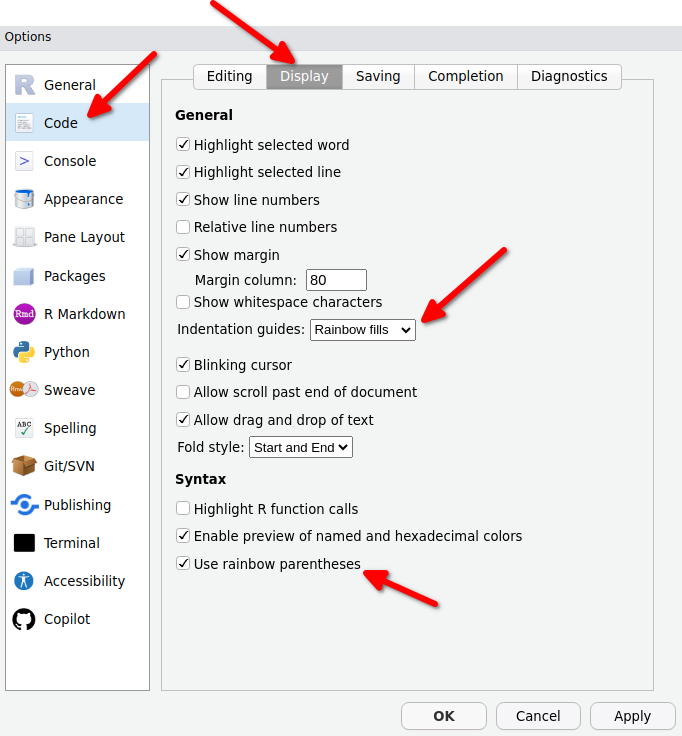 Options
General
Code
Console
Appearance
Pane Layout
Packages
Rmd R Markdown
Python
Sweave
ABC Spelling
Git/SVN
Publishing
Terminal
Accessibility
Copilot
Editing Display Saving Completion Diagnostics
General
Highlight selected word
Highlight selected line
Show line numbers
Relative line numbers
Show margin
Margin column: 80
Show whitespace characters
Indentation guides: Rainbow fills
Blinking cursor
Allow scroll past end of document
Allow drag and drop of text
Fold style: Start and End
Syntax
Highlight R function calls
Enable preview of named and hexadecimal colors
Use rainbow parentheses
OK Cancel Apply